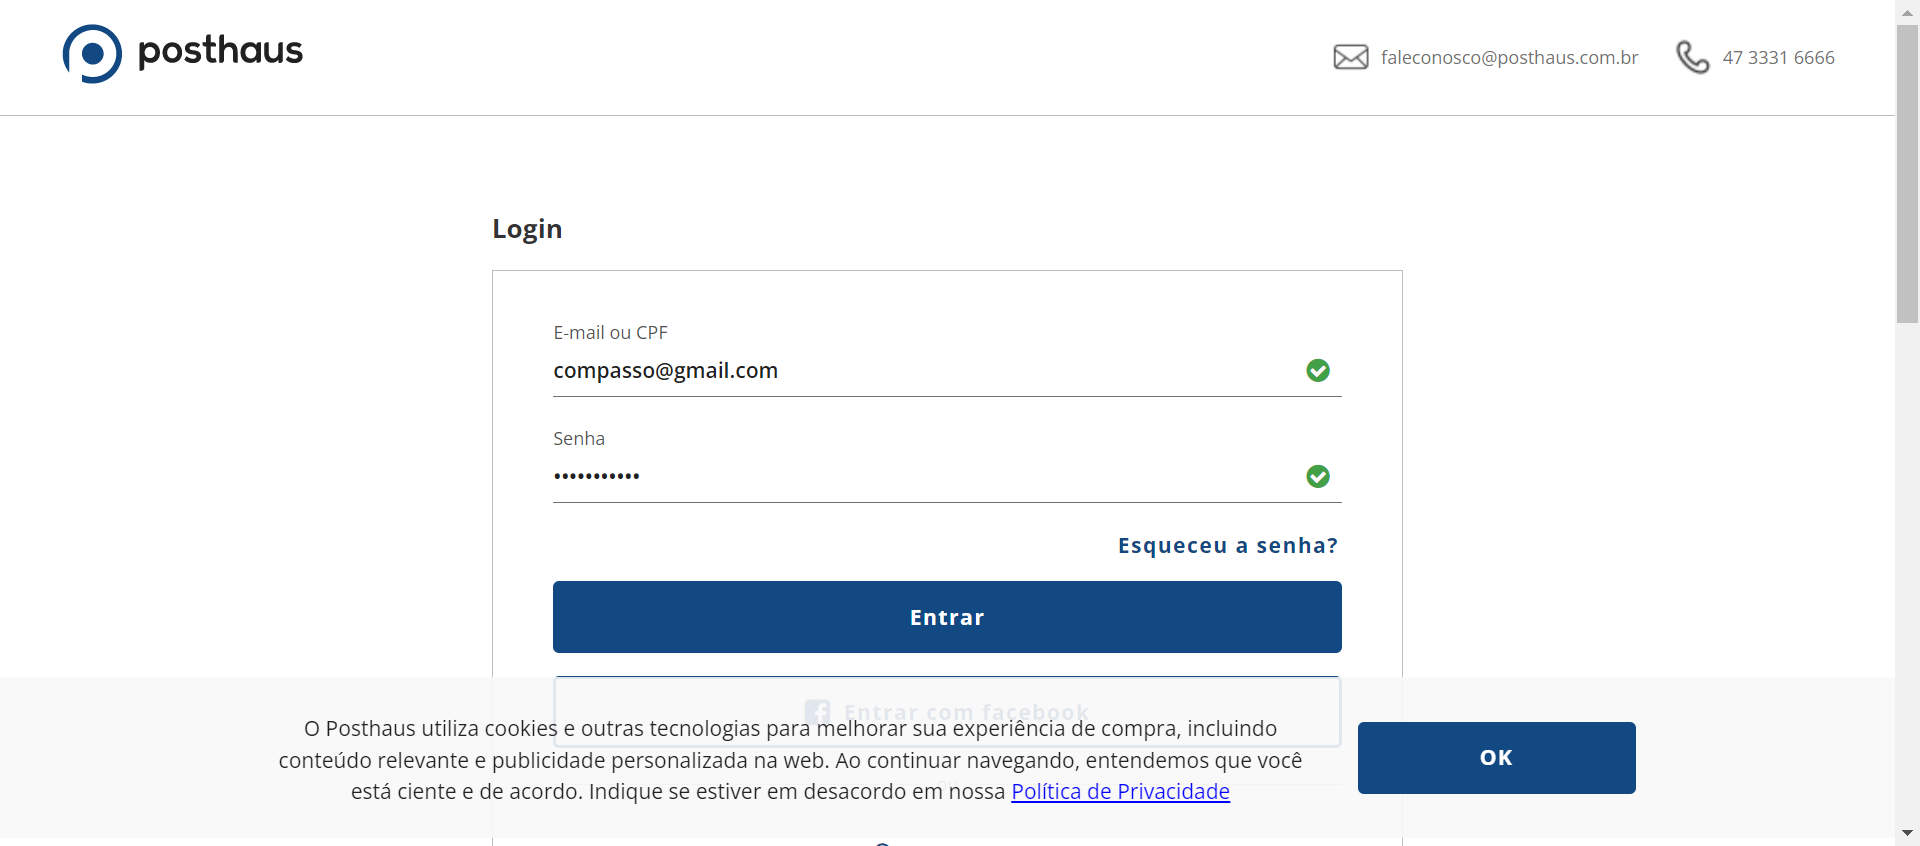 posthaus
faleconosco@posthaus.com.br
47 3331 6666
Login
E-mail ou CPF
compasso@gmail.com
Senha
•••••••••••
Esqueceu a senha?
Entrar
Entrar com facebook
O Posthaus utiliza cookies e outras tecnologias para melhorar sua experiência de compra, incluindo
conteúdo relevante e publicidade personalizada na web. Ao continuar navegando, entendemos que você
está ciente e de acordo. Indique se estiver em desacordo em nossa Política de Privacidade
OK